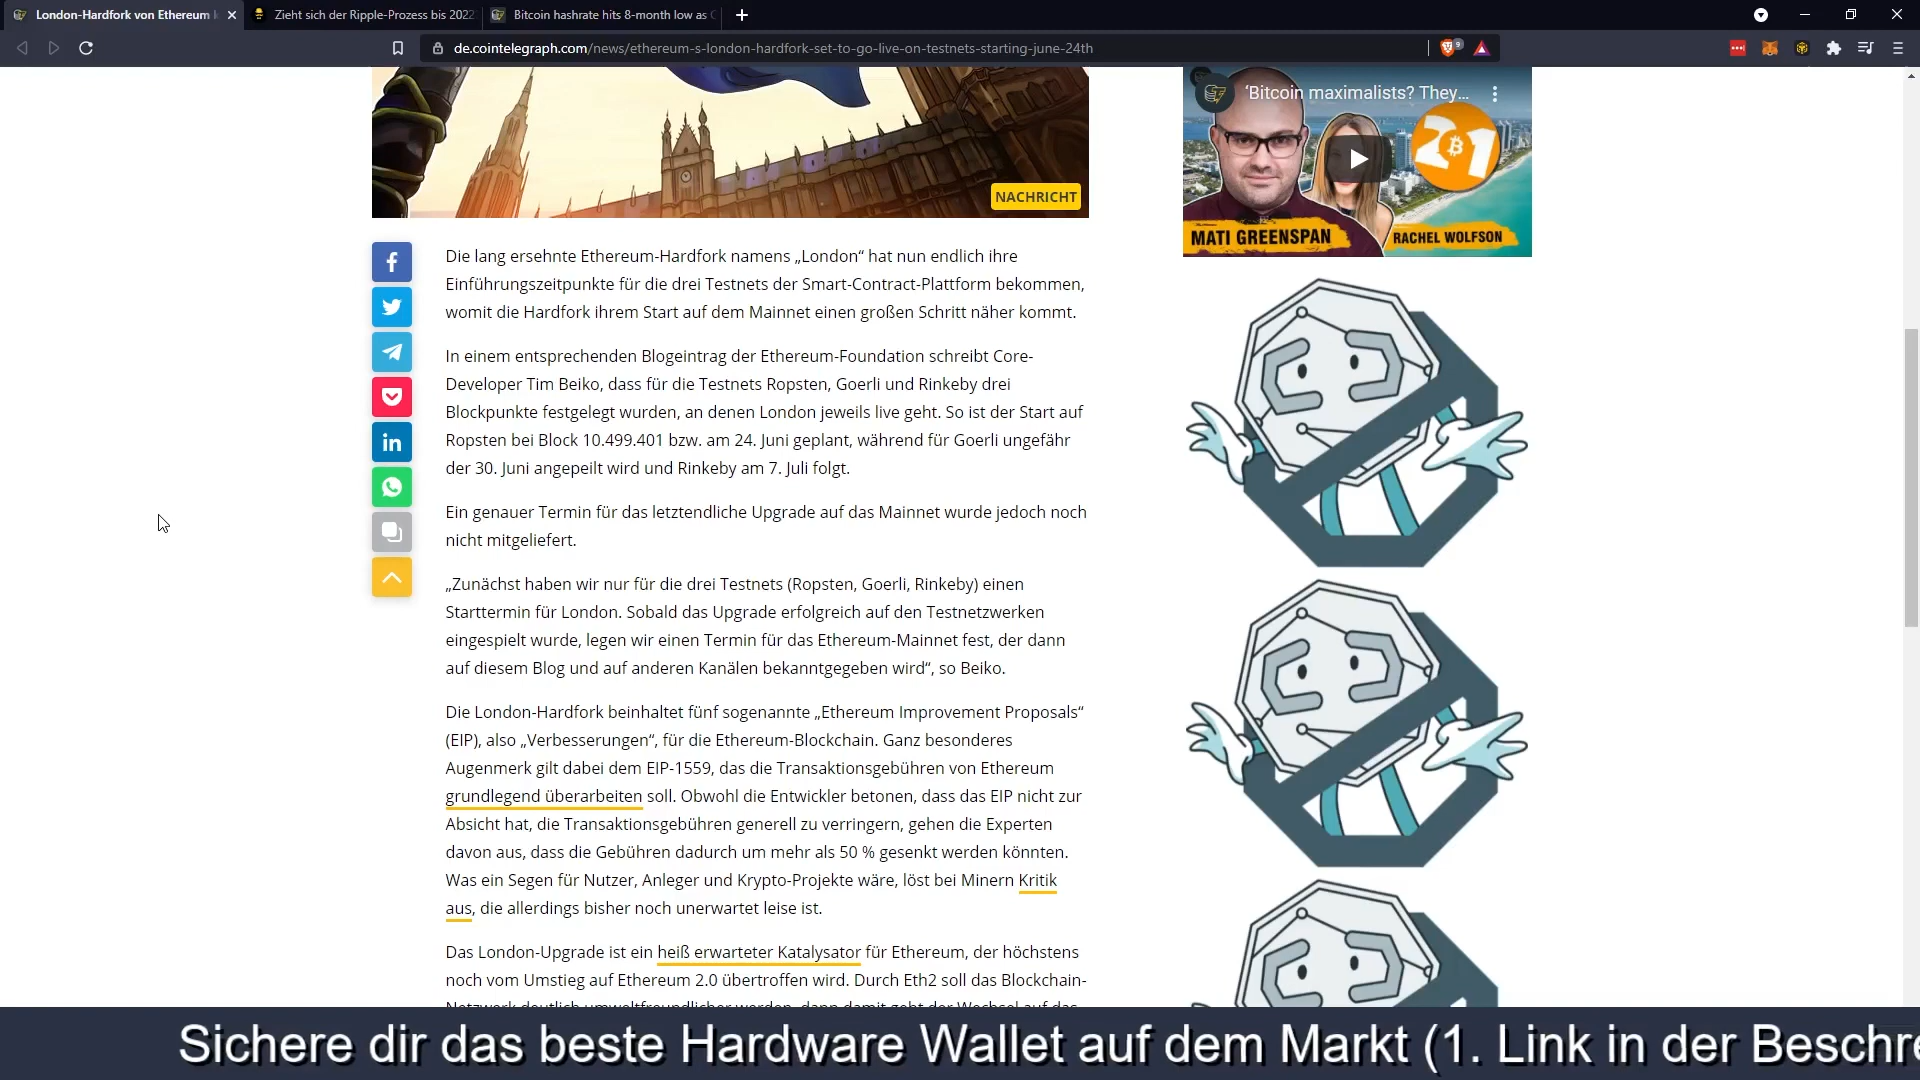 London-Hardfork von Ethereum
Zieht sich der Ripple-Prozess bis 2022
Bitcoin hashrate hits 8-month low as
de.cointelegraph.com/news/ethereum-s-london-hardfork-set-to-go-live-on-testnets-starting-june-24th
9
'Bitcoin maximalists? They...
21
MATI GREENSPAN
RACHEL WOLFSON
NACHRICHT
Die lang ersehnte Ethereum-Hardfork namens „London“ hat nun endlich ihre
Einführungszeitpunkte für die drei Testnets der Smart-Contract-Plattform bekommen,
womit die Hardfork ihrem Start auf dem Mainnet einen großen Schritt näher kommt.
In einem entsprechenden Blogeintrag der Ethereum-Foundation schreibt Core-
Developer Tim Beiko, dass für die Testnets Ropsten, Goerli und Rinkeby drei
Blockpunkte festgelegt wurden, an denen London jeweils live geht. So ist der Start auf
Ropsten bei Block 10.499.401 bzw. am 24. Juni geplant, während für Goerli ungefähr
der 30. Juni angepeilt wird und Rinkeby am 7. Juli folgt.
Ein genauer Termin für das letztendliche Upgrade auf das Mainnet wurde jedoch noch
nicht mitgeliefert.
„Zunächst haben wir nur für die drei Testnets (Ropsten, Goerli, Rinkeby) einen
Starttermin für London. Sobald das Upgrade erfolgreich auf den Testnetzwerken
eingespielt wurde, legen wir einen Termin für das Ethereum-Mainnet fest, der dann
auf diesem Blog und auf anderen Kanälen bekanntgegeben wird“, so Beiko.
Die London-Hardfork beinhaltet fünf sogenannte „Ethereum Improvement Proposals“
(EIP), also „Verbesserungen“, für die Ethereum-Blockchain. Ganz besonderes
Augenmerk gilt dabei dem EIP-1559, das die Transaktionsgebühren von Ethereum
grundlegend überarbeiten soll. Obwohl die Entwickler betonen, dass das EIP nicht zur
Absicht hat, die Transaktionsgebühren generell zu verringern, gehen die Experten
davon aus, dass die Gebühren dadurch um mehr als 50 % gesenkt werden könnten.
Was ein Segen für Nutzer, Anleger und Krypto-Projekte wäre, löst bei Minern Kritik
aus, die allerdings bisher noch unerwartet leise ist.
Das London-Upgrade ist ein heiß erwarteter Katalysator für Ethereum, der höchstens
noch vom Umstieg auf Ethereum 2.0 übertroffen wird. Durch Eth2 soll das Blockchain-
Netzwerk deutlich umweltfreundlicher werden, denn damit geht der Wechsel auf das
Sichere dir das beste Hardware Wallet auf dem Markt (1. Link in der Beschre